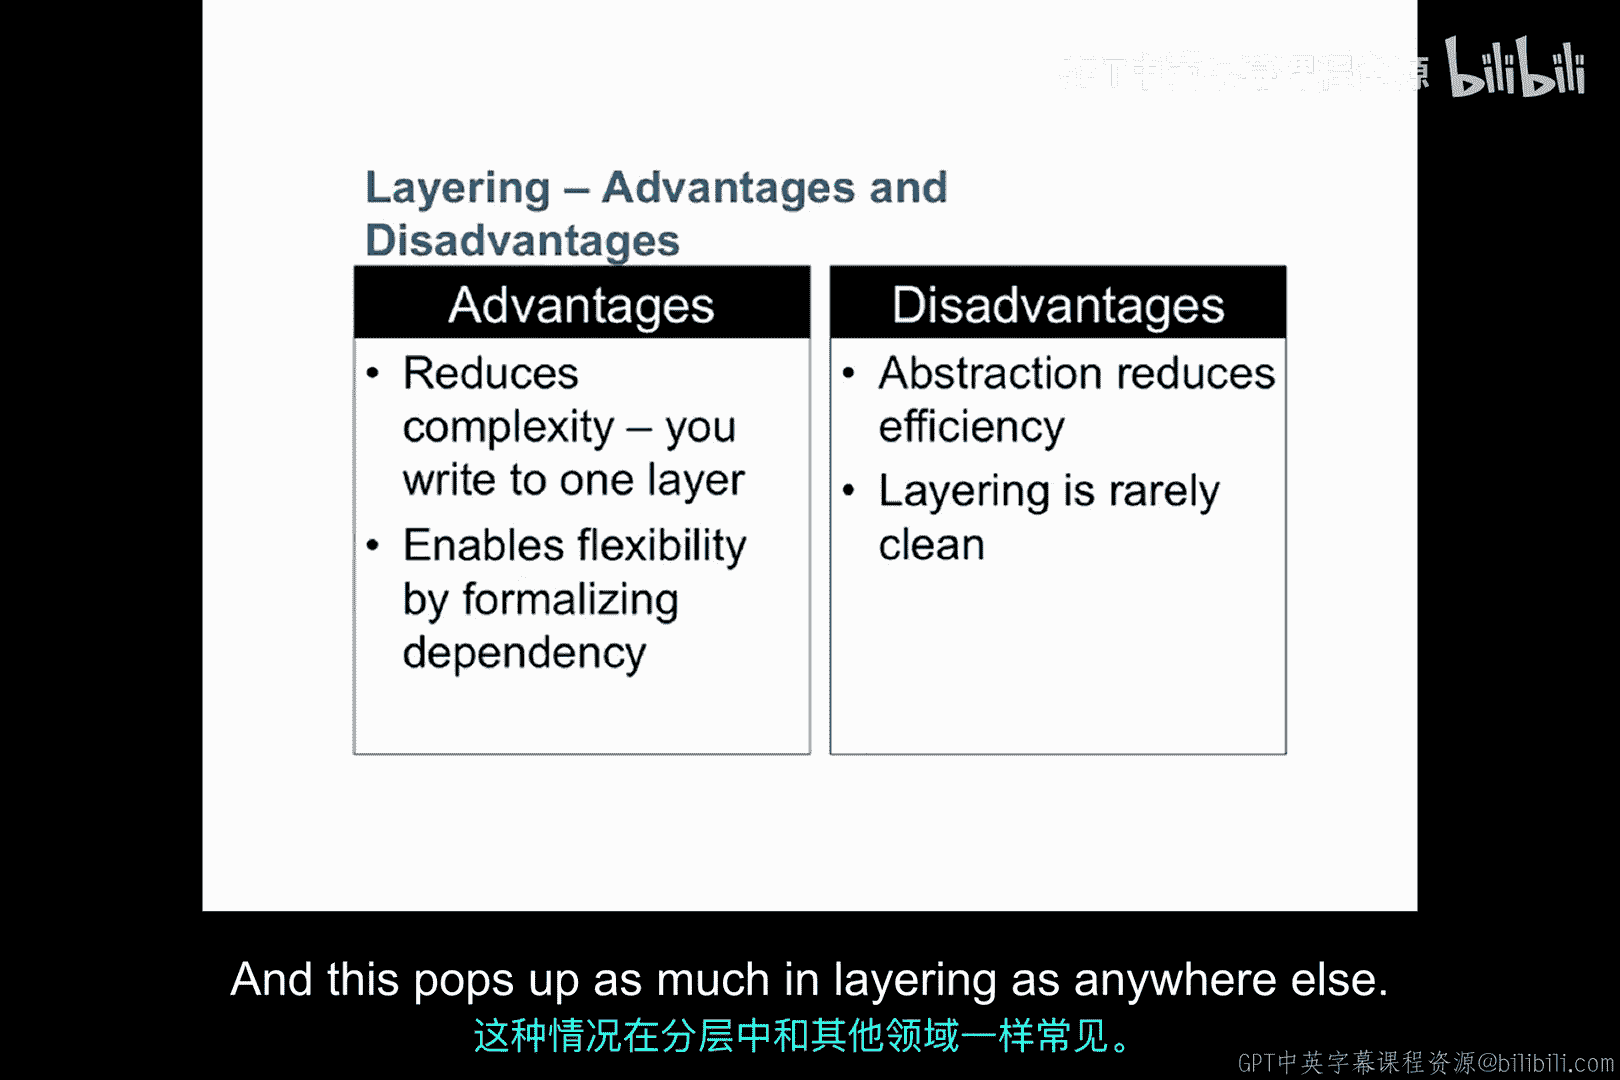 bilibili
Layering – Advantages and
Disadvantages
Advantages
• Reduces
complexity – you
write to one layer
• Enables flexibility
by formalizing
dependency
Disadvantages
• Abstraction reduces
efficiency
• Layering is rarely
clean
And this pops up as much in layering as anywhere else.
这种情况在分层中和其他领域一样常见。
GPT中英字幕课程资源@bilibili.com